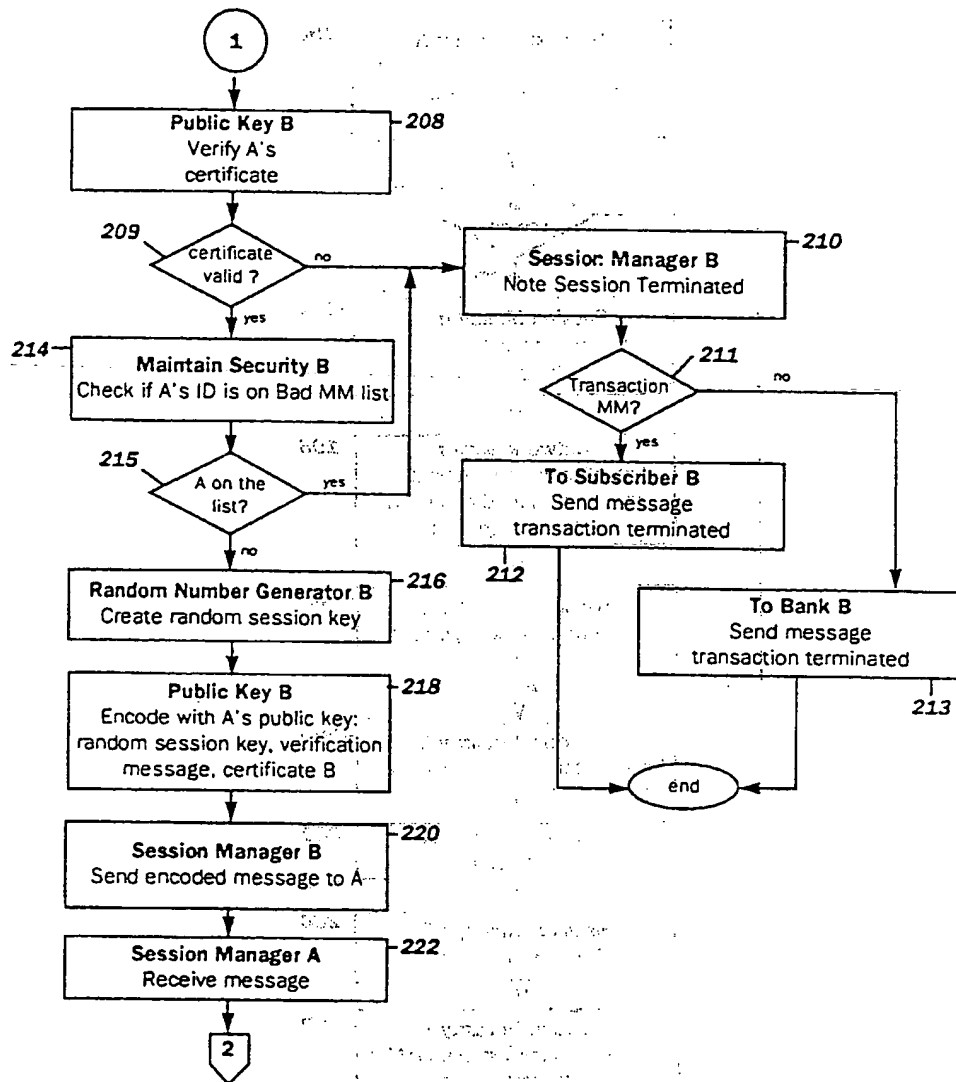 1
Public Key B
Verify A's
certificate
208
209
certificate
valid ?
no
yes
210
Session Manager B
Note Session Terminated
214
Maintain Security B
Check if A's ID is on Bad MM list
211
Transaction
MM?
no
yes
215
A on the
list?
yes
no
To Subscriber B
Send message
transaction terminated
212
Random Number Generator B
Create random session key
216
To Bank B
Send message
transaction terminated
213
Public Key B
Encode with A's public key:
random session key, verification
message, certificate B
218
end
Session Manager B
Send encoded message to A
220
Session Manager A
Receive message
222
2